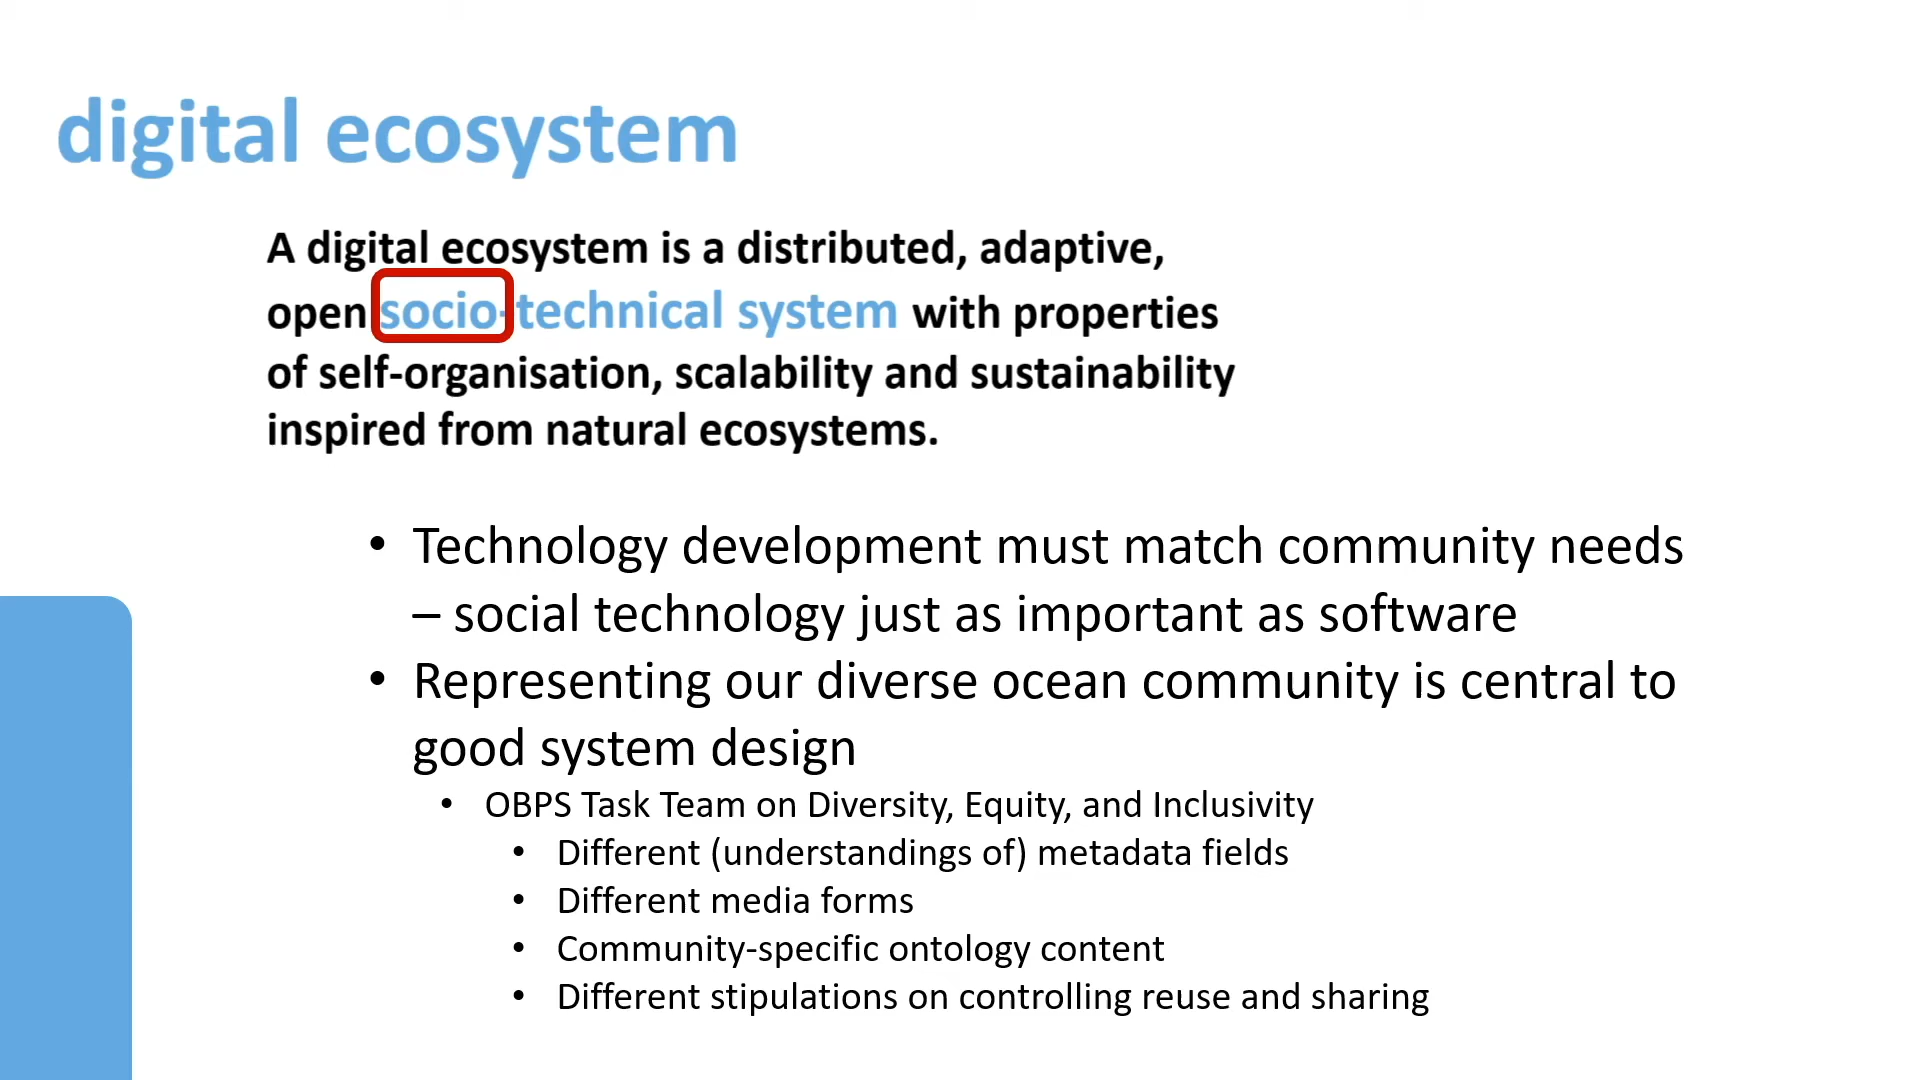 digital ecosystem
A digital ecosystem is a distributed, adaptive,
open socio-technical system with properties
of self-organisation, scalability and sustainability
inspired from natural ecosystems.
• Technology development must match community needs
– social technology just as important as software
• Representing our diverse ocean community is central to
good system design
• OBPS Task Team on Diversity, Equity, and Inclusivity
• Different (understandings of) metadata fields
• Different media forms
• Community-specific ontology content
• Different stipulations on controlling reuse and sharing